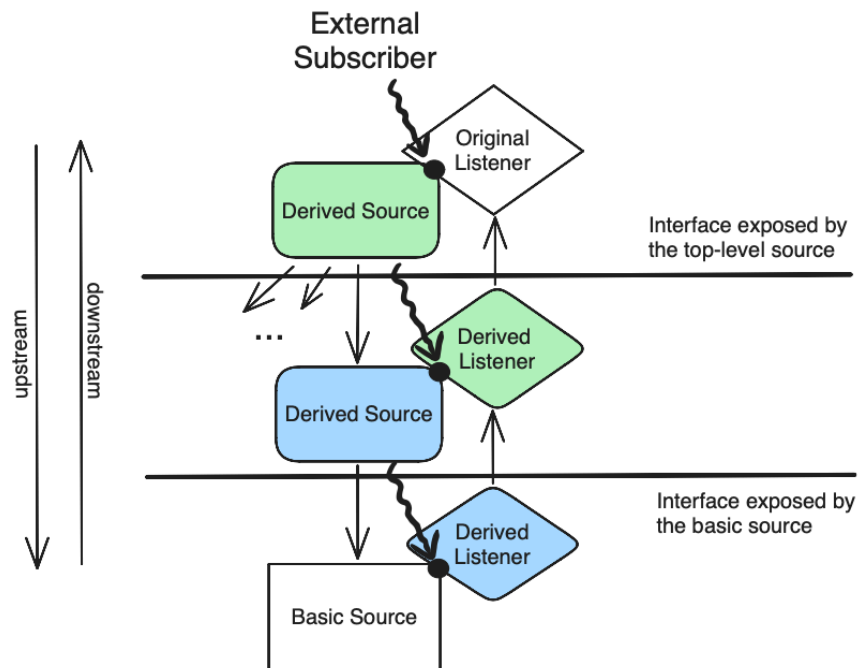 External
Subscriber
Original
Listener
Derived Source
Interface exposed by
the top-level source
upstream
downstream
...
Derived
Listener
Derived Source
Interface exposed by
the basic source
Derived
Listener
Basic Source